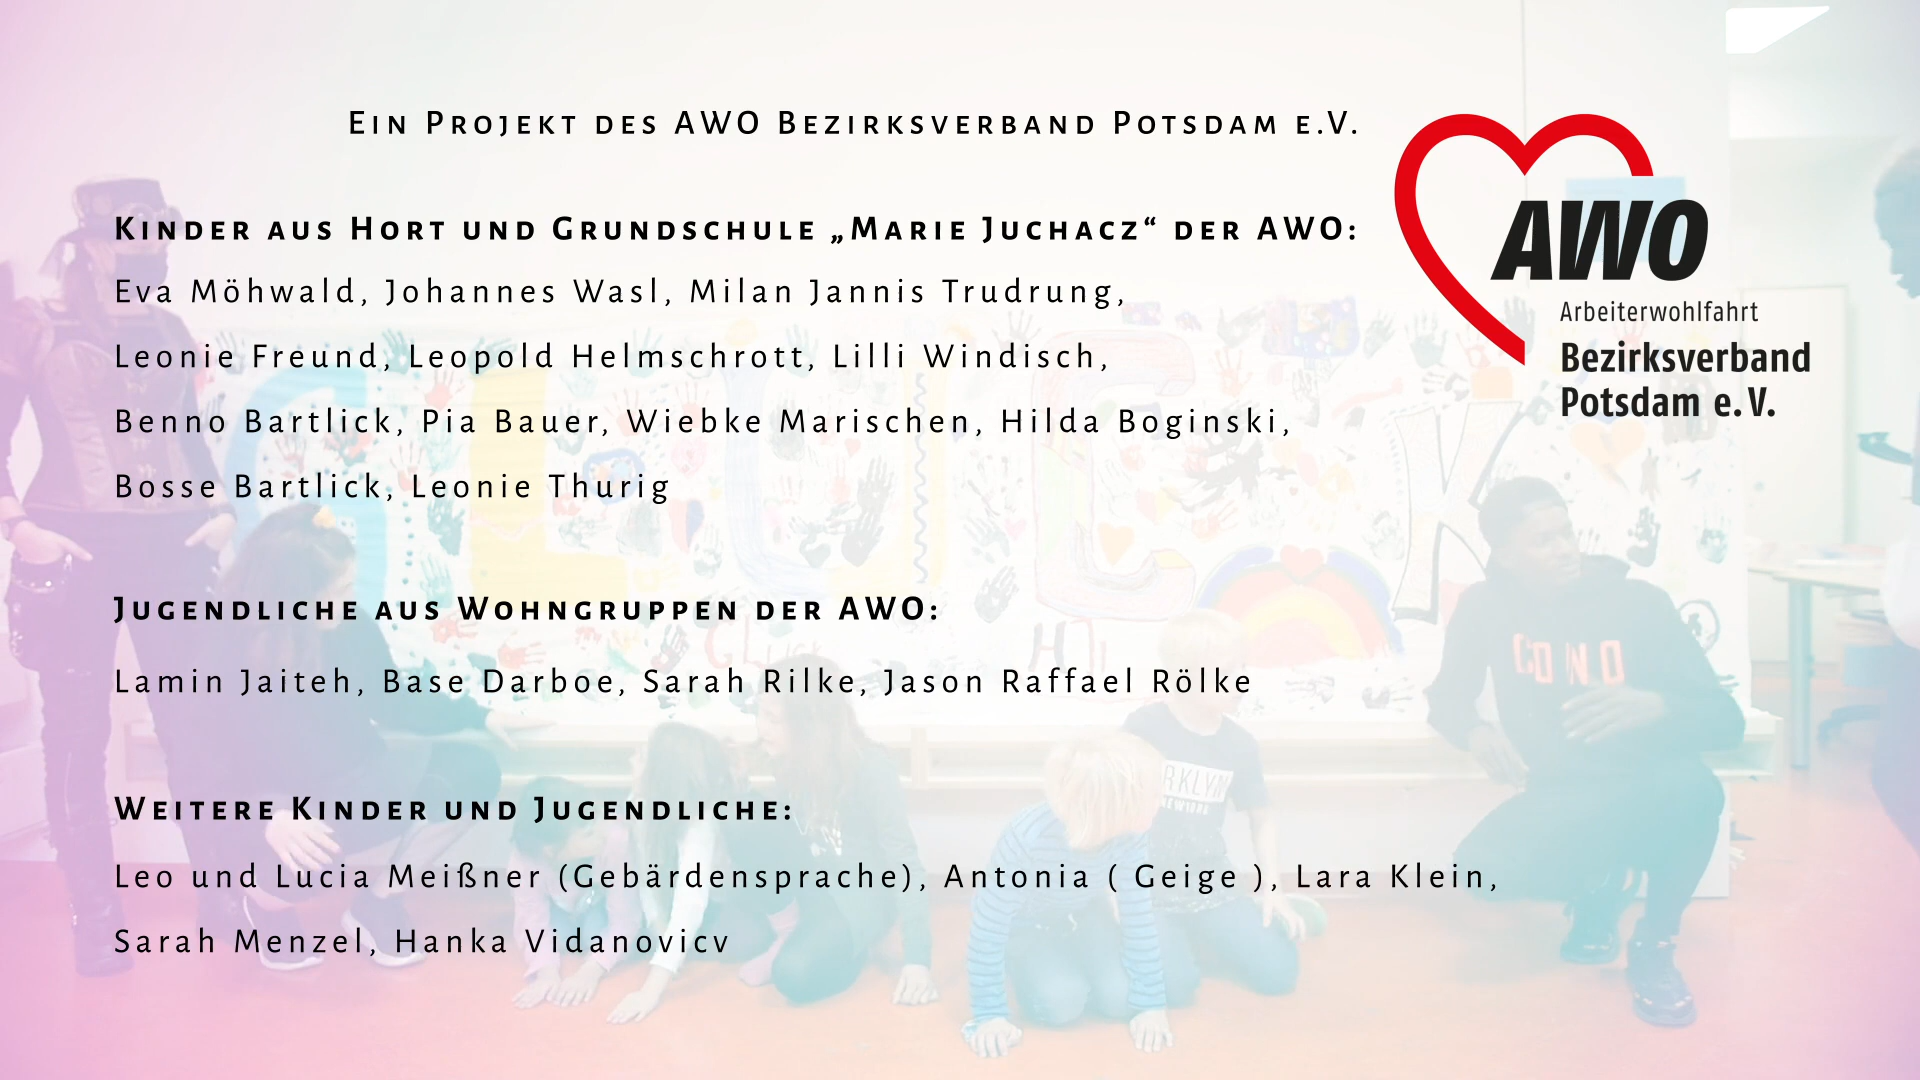 Ein Projekt des AWO Bezirksverband Potsdam e.V.
Kinder aus Hort und Grundschule „Marie Juchacz“ der AWO:
Eva Möhwald, Johannes Wasl, Milan Jannis Trudrung,
Leonie Freund, Leopold Helmschrott, Lilli Windisch,
Benno Bartlick, Pia Bauer, Wiebke Marischen, Hilda Boginski,
Bosse Bartlick, Leonie Thurig
AWO
Arbeiterwohlfahrt
Bezirksverband
Potsdam e.V.
Jugendliche aus Wohngruppen der AWO:
Lamin Jaiteh, Base Darboe, Sarah Rilke, Jason Raffael Rölke
Weitere Kinder und Jugendliche:
Leo und Lucia Meißner (Gebärdensprache), Antonia ( Geige ), Lara Klein,
Sarah Menzel, Hanka Vidanovicv